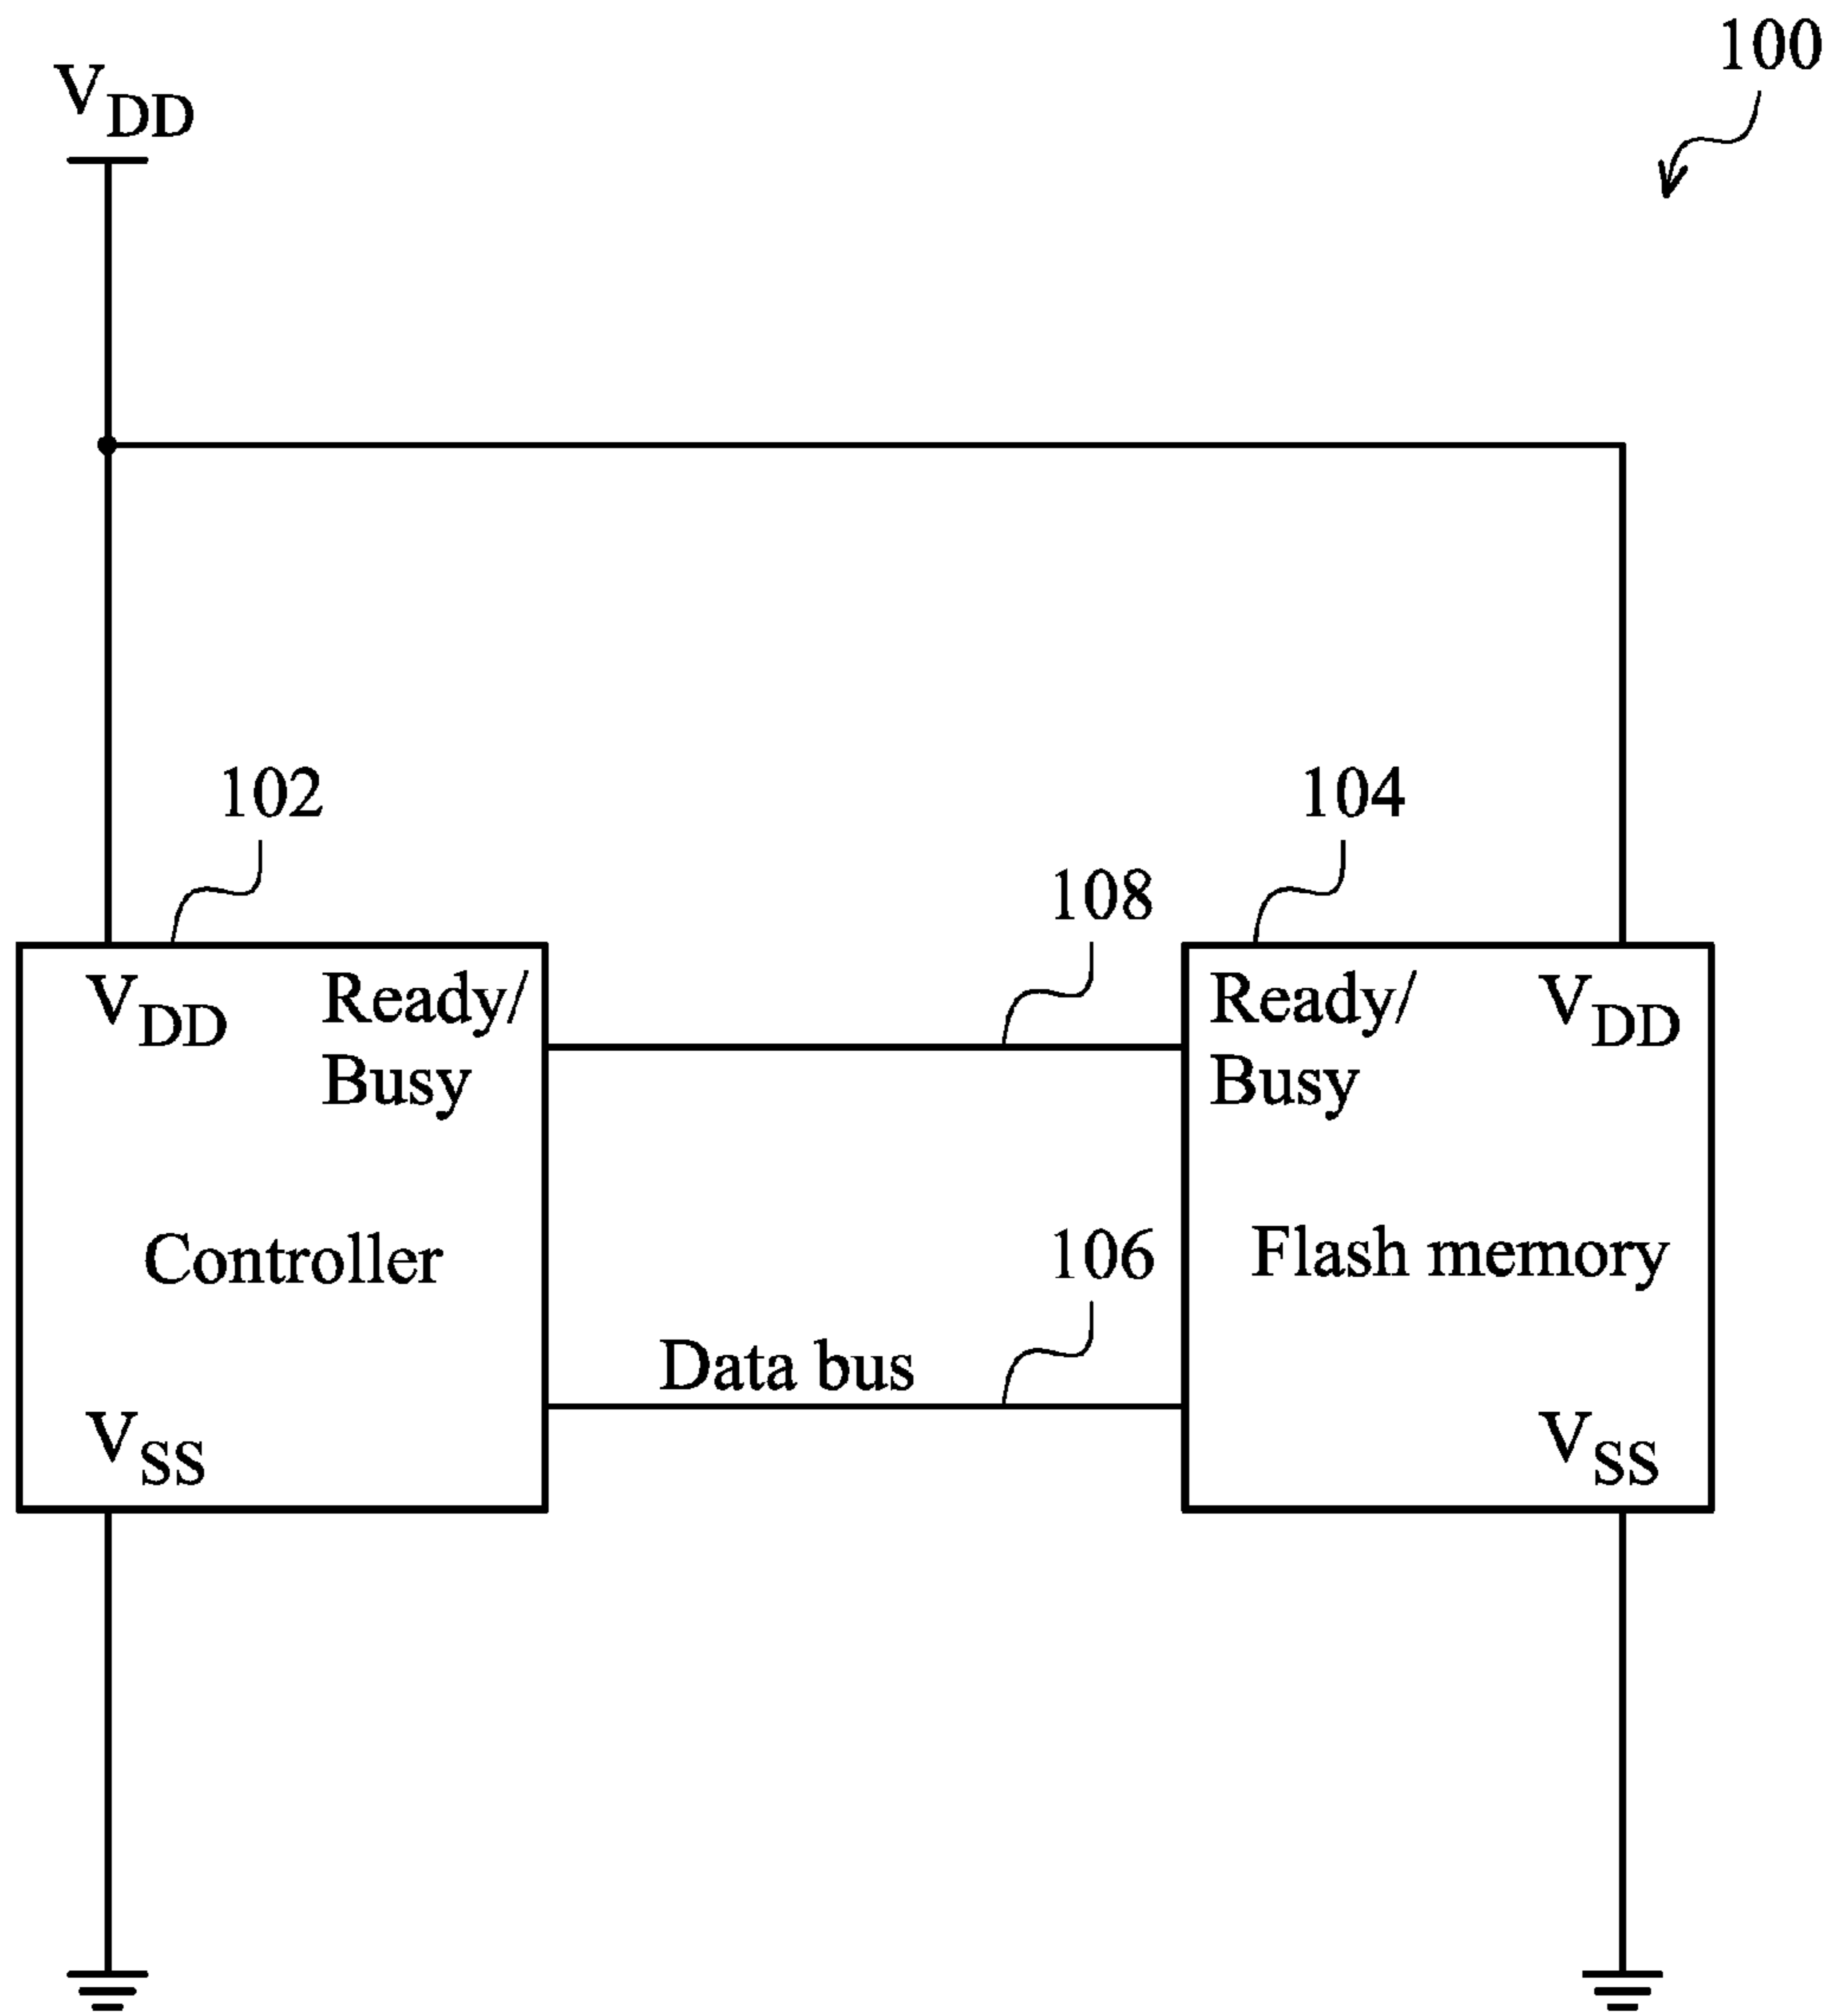 100
VDD
102
104
108
VDD
Ready/
Busy
Ready/
Busy
VDD
Controller
106
Flash memory
Data bus
VSS
VSS